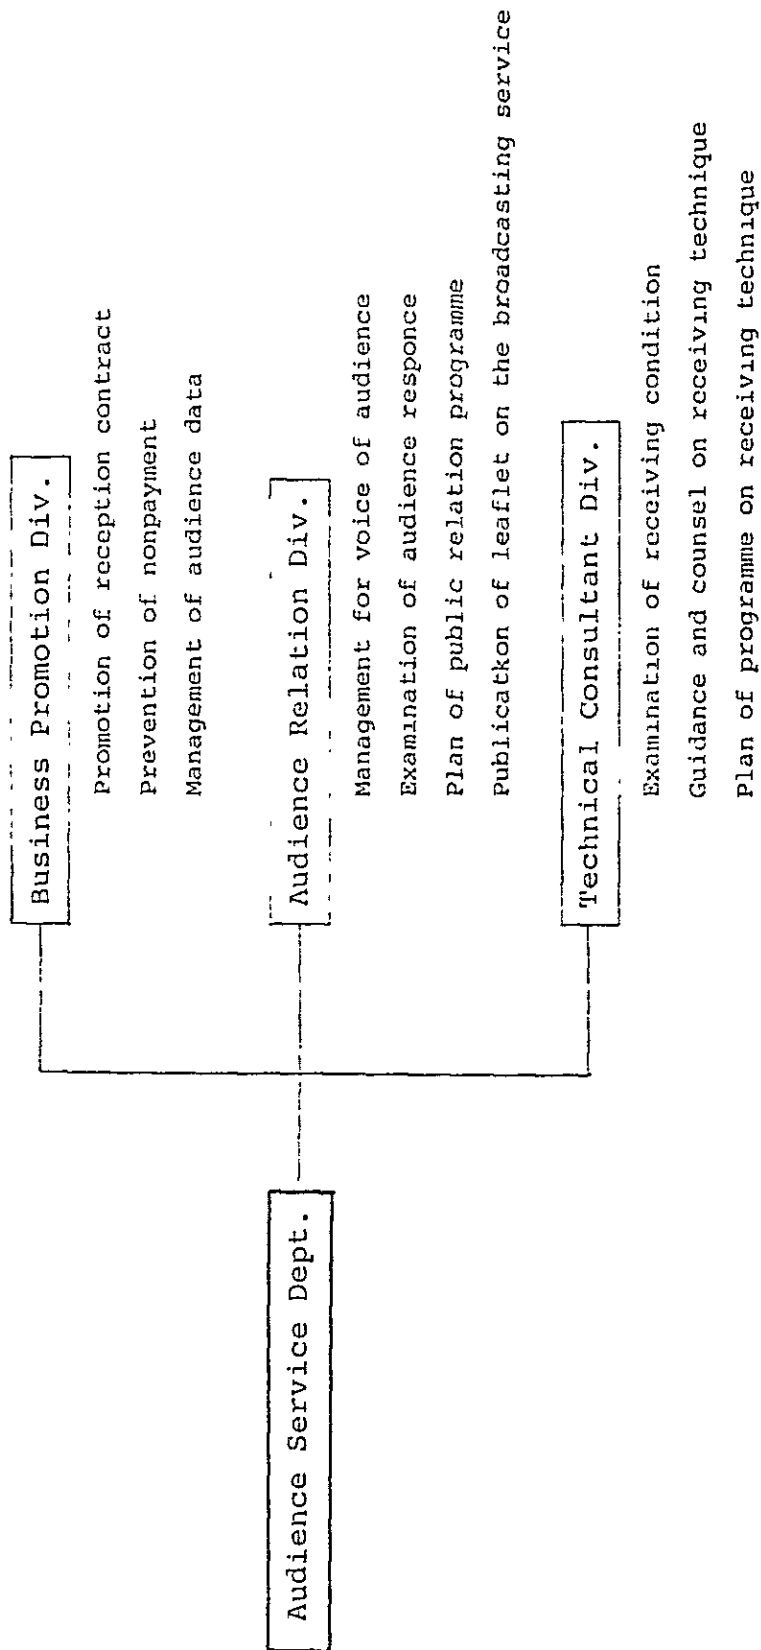 Audience Service Dept.
Business Promotion Div.
Promotion of reception contract
Prevention of nonpayment
Management of audience data
Audience Relation Div.
Management for voice of audience
Examination of audience responce
Plan of public relation programme
Publicatkon of leaflet on the broadcasting service
Technical Consultant Div.
Examination of receiving condition
Guidance and counsel on receiving technique
Plan of programme on receiving technique